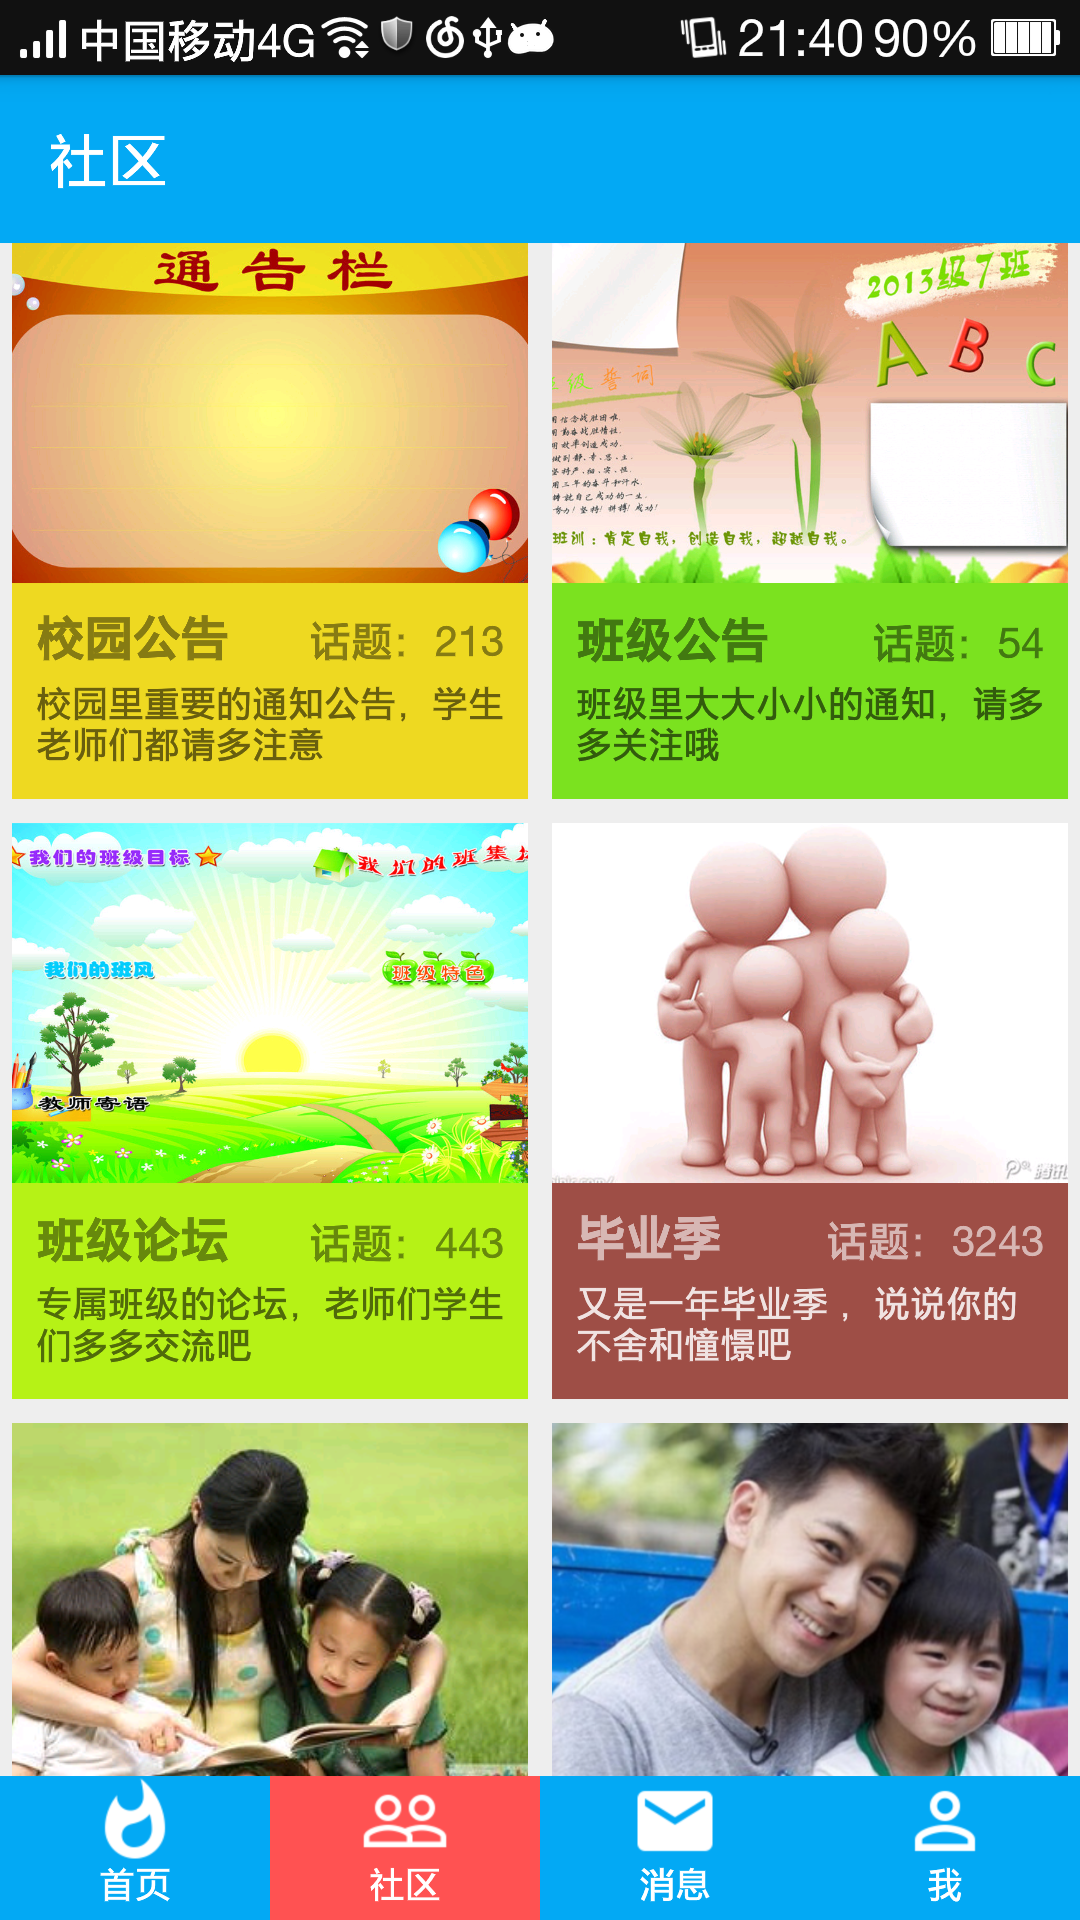 中国移动4G 21:40 90%
社区
通告栏
2013级7班
A B C
级誓词
班训：肯定自我，创造自我，超越自我。
校园公告 话题：213
校园里重要的通知公告，学生
老师们都请多注意
班级公告 话题：54
班级里大大小小的通知，请多
多关注哦
我们的班级目标
我们的班集
我们的班风
班级特色
教师寄语
腾讯
班级论坛 话题：443
专属班级的论坛，老师们学生
们多多交流吧
毕业季 话题：3243
又是一年毕业季 ，说说你的
不舍和憧憬吧
首页
社区
消息
我